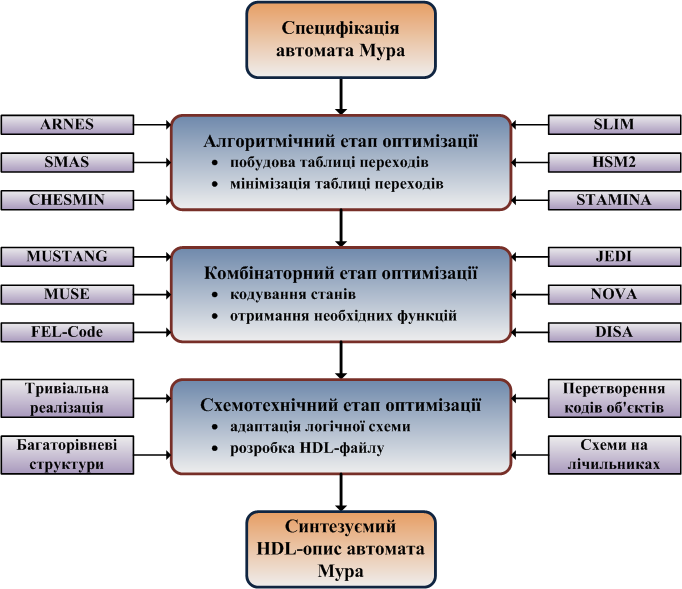 Специфікація
автомата Мура
ARNES
SMAS
CHESMIN
Алгоритмічний етап оптимізації
• побудова таблиці переходів
• мінімізація таблиці переходів
SLIM
HSM2
STAMINA
MUSTANG
MUSE
FEL-Code
Комбінаторний етап оптимізації
• кодування станів
• отримання необхідних функцій
JEDI
NOVA
DISA
Тривіальна
реалізація
Багаторівневі
структури
Схемотехнічний етап оптимізації
• адаптація логічної схеми
• розробка HDL-файлу
Перетворення
кодів об'єктів
Схеми на
лічильниках
Синтезуємий
HDL-опис автомата
Мура